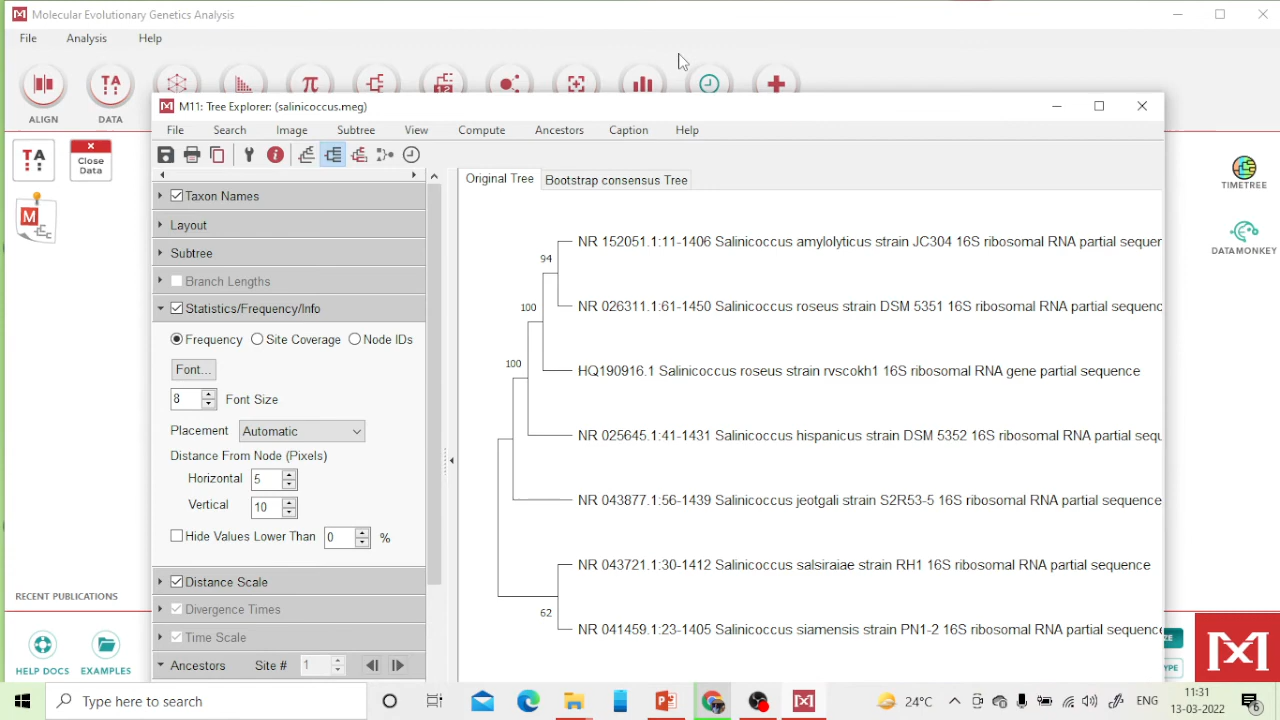 Molecular Evolutionary Genetics Analysis
File Analysis Help
ALIGN DATA
M11: Tree Explorer: (salinicoccus.meg)
File Search Image Subtree View Compute Ancestors Caption Help
TA
Close Data
Taxon Names
Layout
Subtree
Branch Lengths
Statistics/Frequency/Info
Frequency Site Coverage Node IDs
Font...
8 Font Size
Placement Automatic
Distance From Node (Pixels)
Horizontal 5
Vertical 10
Hide Values Lower Than 0 %
Distance Scale
Divergence Times
Time Scale
Ancestors Site # 1
Original Tree Bootstrap consensus Tree
NR 152051.1:11-1406 Salinicoccus amylolyticus strain JC304 16S ribosomal RNA partial sequer
94
NR 026311.1:61-1450 Salinicoccus roseus strain DSM 5351 16S ribosomal RNA partial sequenc
100
HQ190916.1 Salinicoccus roseus strain rvscokh1 16S ribosomal RNA gene partial sequence
100
NR 025645.1:41-1431 Salinicoccus hispanicus strain DSM 5352 16S ribosomal RNA partial sequ
NR 043877.1:56-1439 Salinicoccus jeotgali strain S2R53-5 16S ribosomal RNA partial sequence
NR 043721.1:30-1412 Salinicoccus salsiraiae strain RH1 16S ribosomal RNA partial sequence
62
NR 041459.1:23-1405 Salinicoccus siamensis strain PN1-2 16S ribosomal RNA partial sequence
TIMETREE
DATAMONKEY
RECENT PUBLICATIONS
HELP DOCS EXAMPLES
ZE
YPE
Type here to search
24°C
ENG
11:31
13-03-2022
6